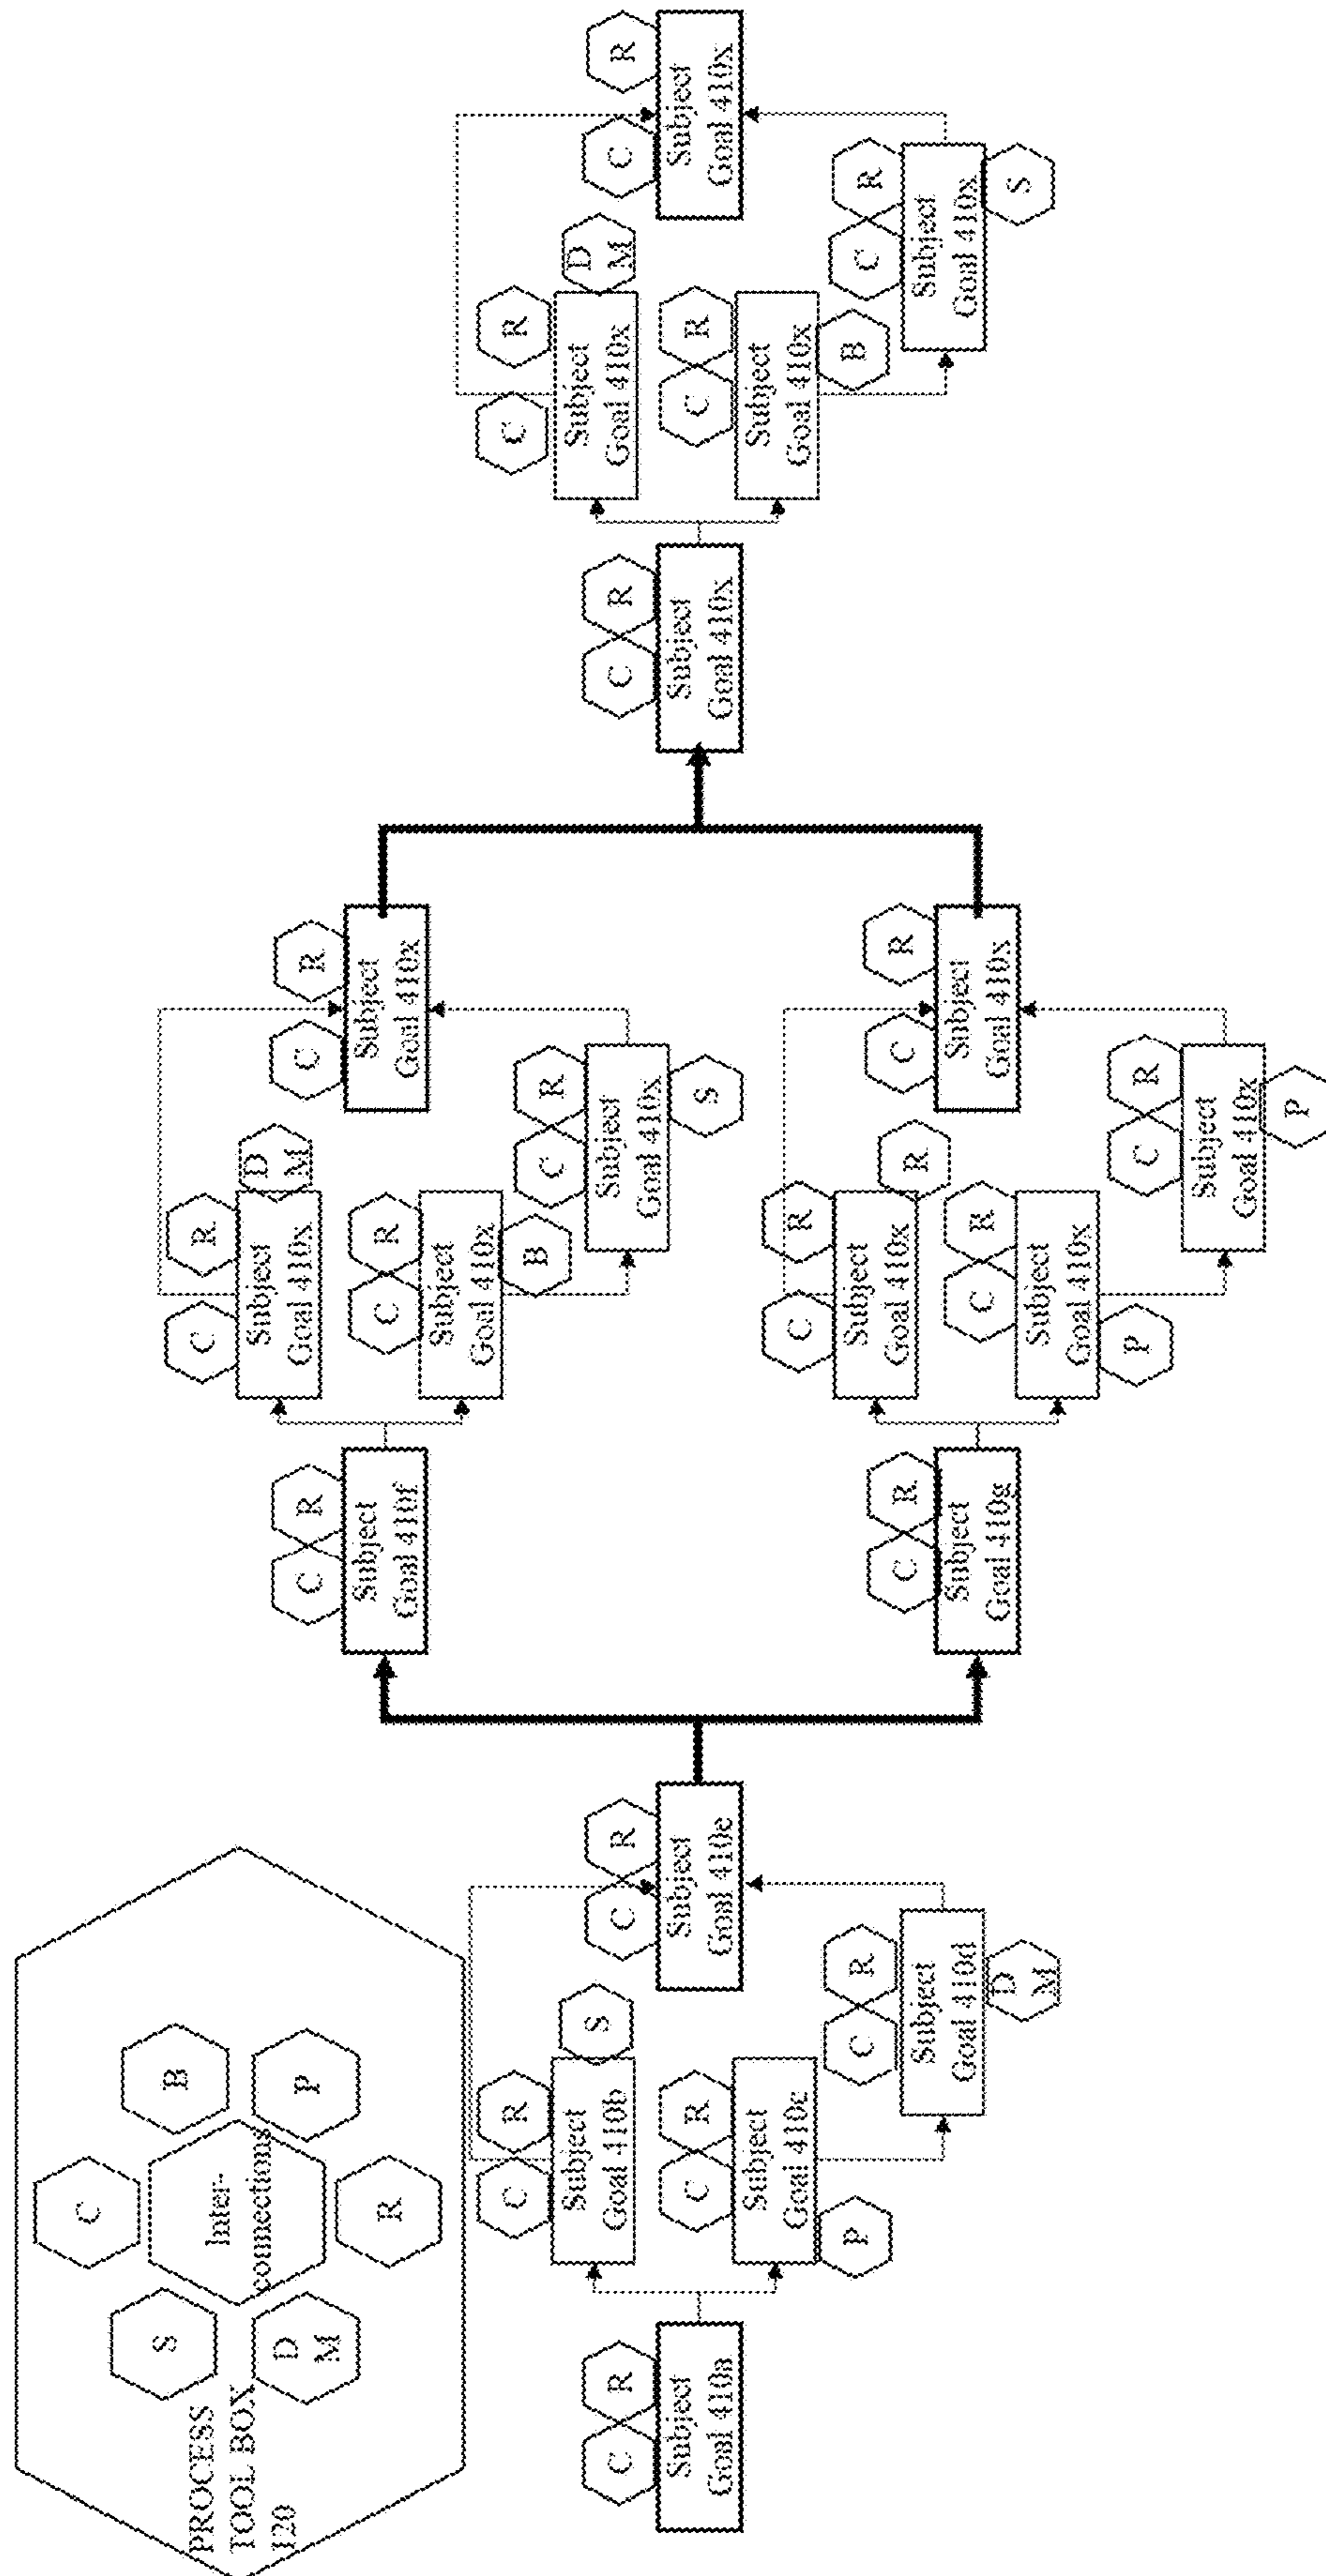 PROCESS
TOOL BOX
120
C
S
B
Inter-
connections
D
M
P
R
C
R
Subject
Goal 410a
C
R
Subject
Goal 410b
S
C
R
Subject
Goal 410c
P
C
R
Subject
Goal 410d
D
M
C
R
Subject
Goal 410e
C
R
Subject
Goal 410f
C
R
Subject
Goal 410x
D
M
C
R
Subject
Goal 410x
B
C
R
Subject
Goal 410x
S
C
R
Subject
Goal 410x
C
R
Subject
Goal 410g
C
R
Subject
Goal 410x
R
C
R
Subject
Goal 410x
P
C
R
Subject
Goal 410x
P
C
R
Subject
Goal 410x
C
R
Subject
Goal 410x
C
R
Subject
Goal 410x
D
M
C
R
Subject
Goal 410x
B
C
R
Subject
Goal 410x
S
C
R
Subject
Goal 410x